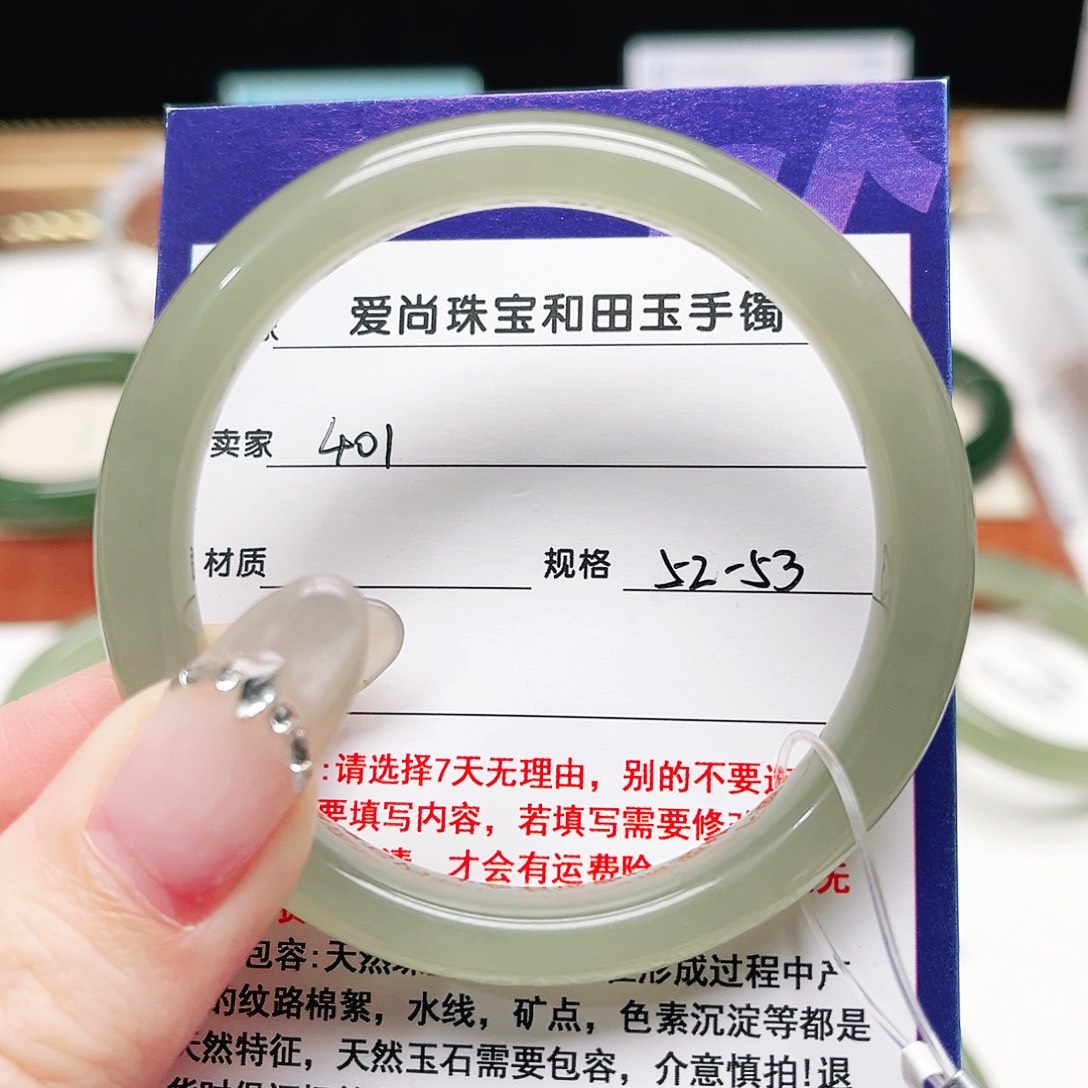 爱尚珠宝和田玉手镯
卖家 401
材质 规格 52-53
:请选择7天无理由，别的不要
要填写内容，若填写需要修
请，才会有运费险
包容:天然 形成过程中产
的纹路棉絮，水线，矿点，色素沉淀等都是
天然特征，天然玉石需要包容，介意慎拍!退